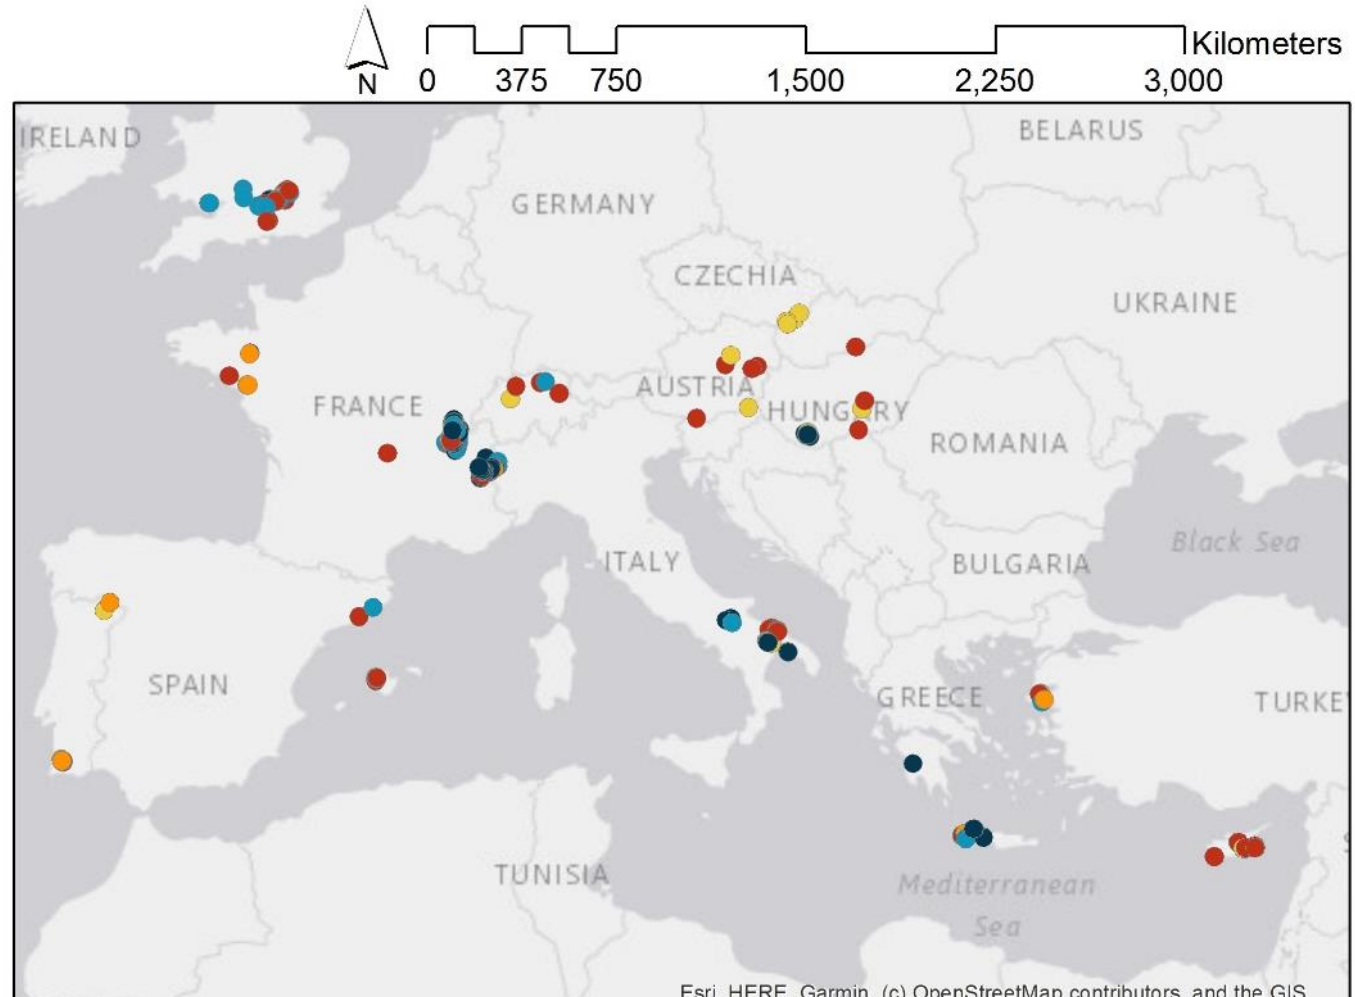 Kilometers
N 0 375 750 1,500 2,250 3,000
IRELAND
BELARUS
GERMANY
CZECHIA
UKRAINE
AUSTRIA
FRANCE
HUNGARY
ROMANIA
Black Sea
ITALY
BULGARIA
SPAIN
GREECE
TURKEY
TUNISIA
Mediterranean
Sea
Esri, HERE, Garmin, (c) OpenStreetMap contributors, and the GIS